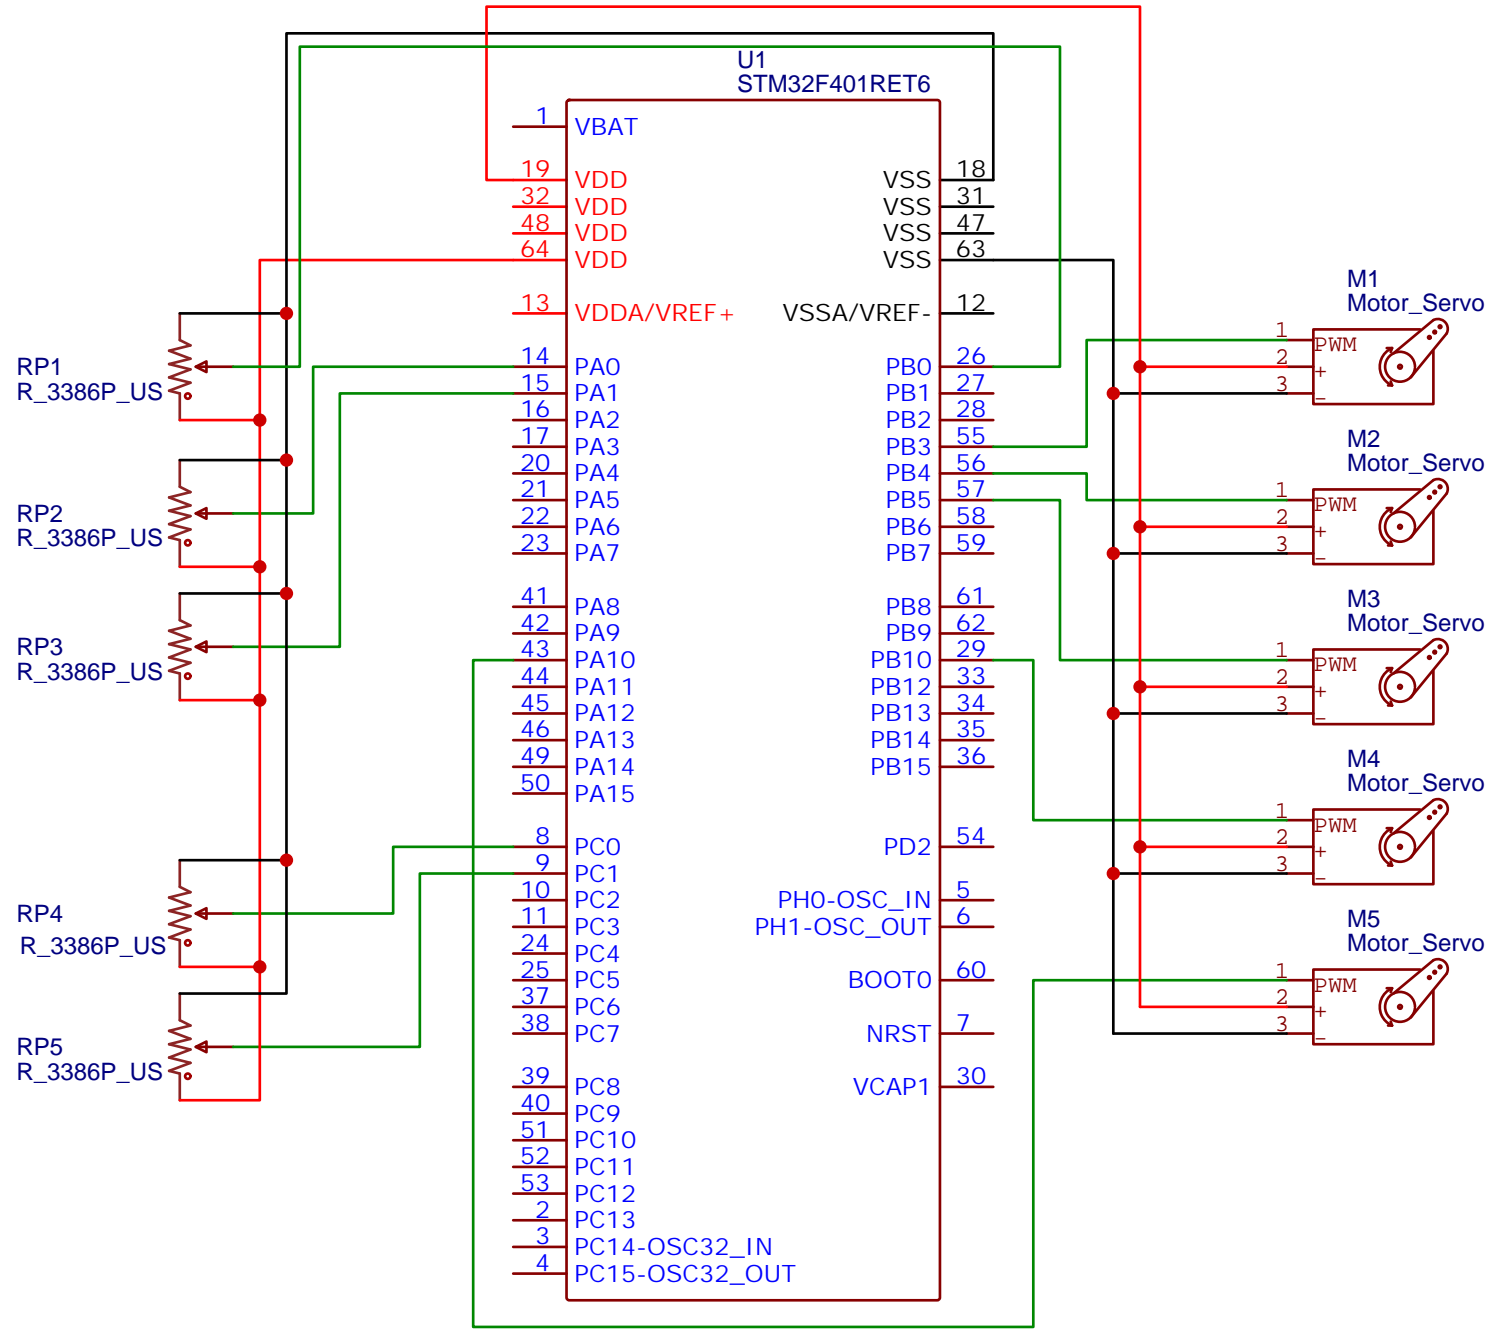 U1
STM32F401RET6
1 VBAT
19 VDD
32 VDD
48 VDD
64 VDD
13 VDDA/VREF+
14 PA0
15 PA1
16 PA2
17 PA3
20 PA4
21 PA5
22 PA6
23 PA7
41 PA8
42 PA9
43 PA10
44 PA11
45 PA12
46 PA13
49 PA14
50 PA15
8 PC0
9 PC1
10 PC2
11 PC3
24 PC4
25 PC5
37 PC6
38 PC7
39 PC8
40 PC9
51 PC10
52 PC11
53 PC12
2 PC13
3 PC14-OSC32_IN
4 PC15-OSC32_OUT
VSS 18
VSS 31
VSS 47
VSS 63
VSSA/VREF- 12
PB0 26
PB1 27
PB2 28
PB3 55
PB4 56
PB5 57
PB6 58
PB7 59
PB8 61
PB9 62
PB10 29
PB12 33
PB13 34
PB14 35
PB15 36
PD2 54
PH0-OSC_IN 5
PH1-OSC_OUT 6
BOOT0 60
NRST 7
VCAP1 30
RP1
R_3386P_US
RP2
R_3386P_US
RP3
R_3386P_US
RP4
R_3386P_US
RP5
R_3386P_US
M1
Motor_Servo
1 PWM
2 +
3 -
M2
Motor_Servo
1 PWM
2 +
3 -
M3
Motor_Servo
1 PWM
2 +
3 -
M4
Motor_Servo
1 PWM
2 +
3 -
M5
Motor_Servo
1 PWM
2 +
3 -